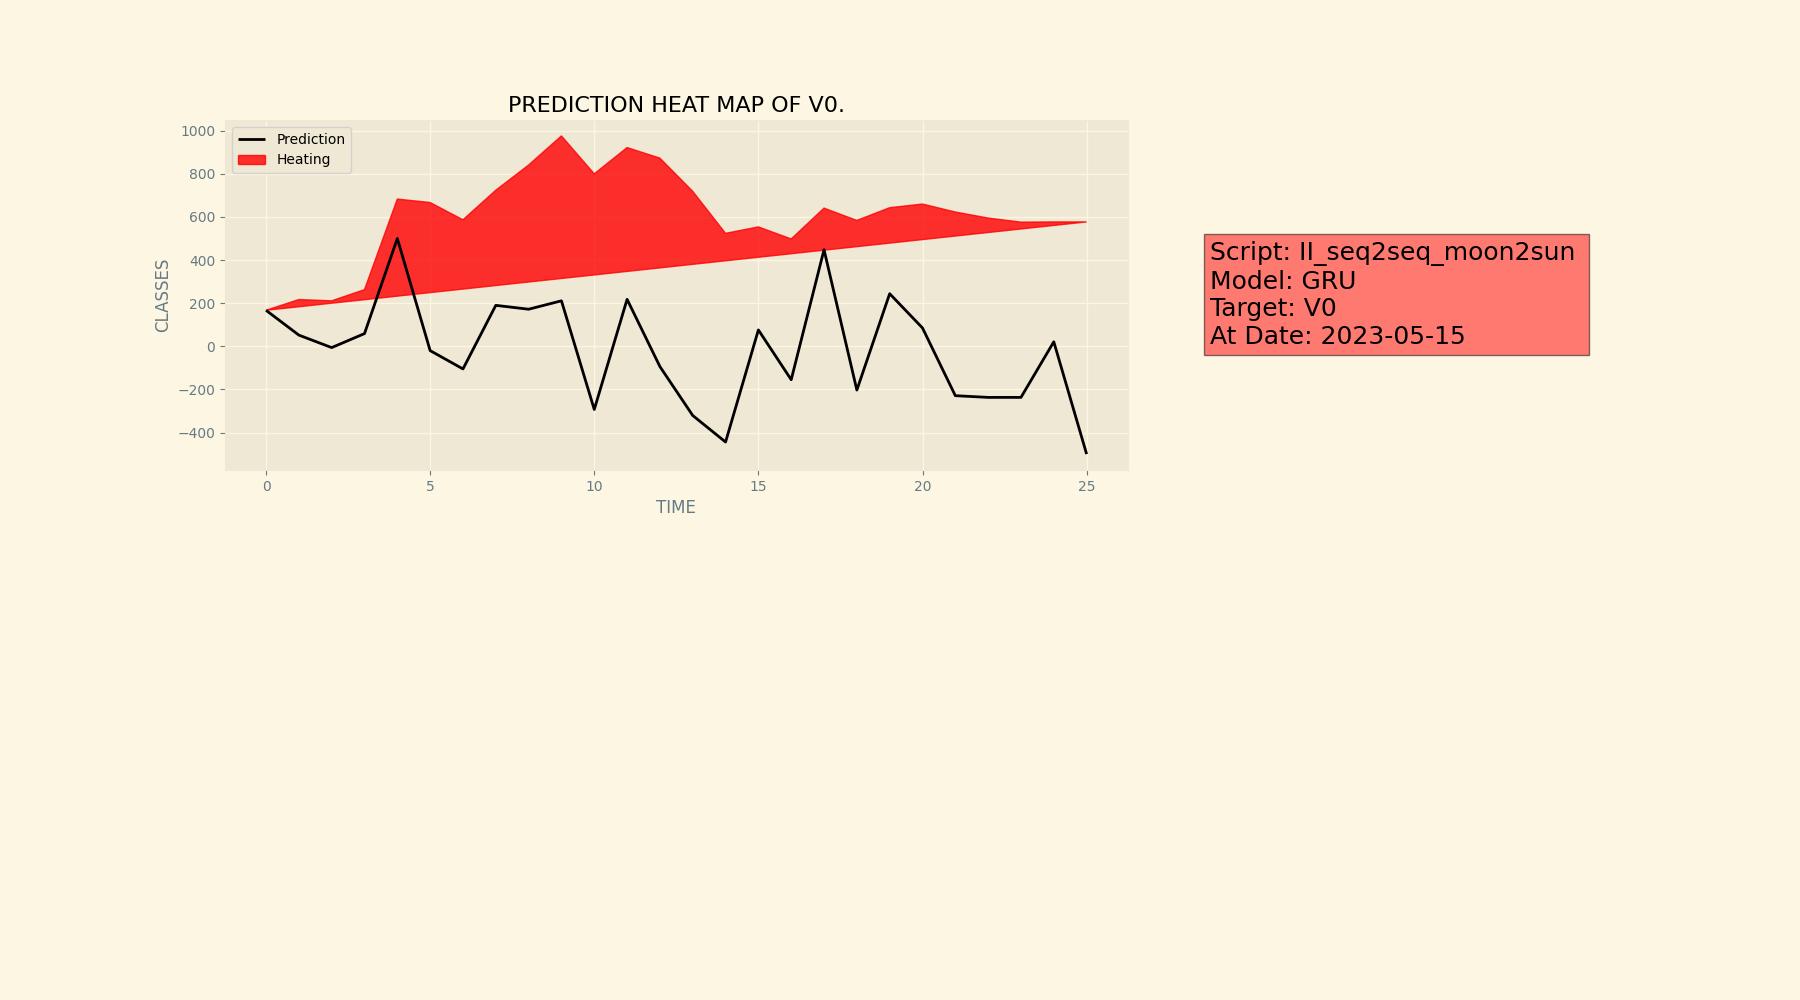 PREDICTION HEAT MAP OF V0.
Prediction
Heating
1000
800
600
400
200
0
−200
−400
CLASSES
0 5 10 15 20 25
TIME
Script: II_seq2seq_moon2sun
Model: GRU
Target: V0
At Date: 2023-05-15